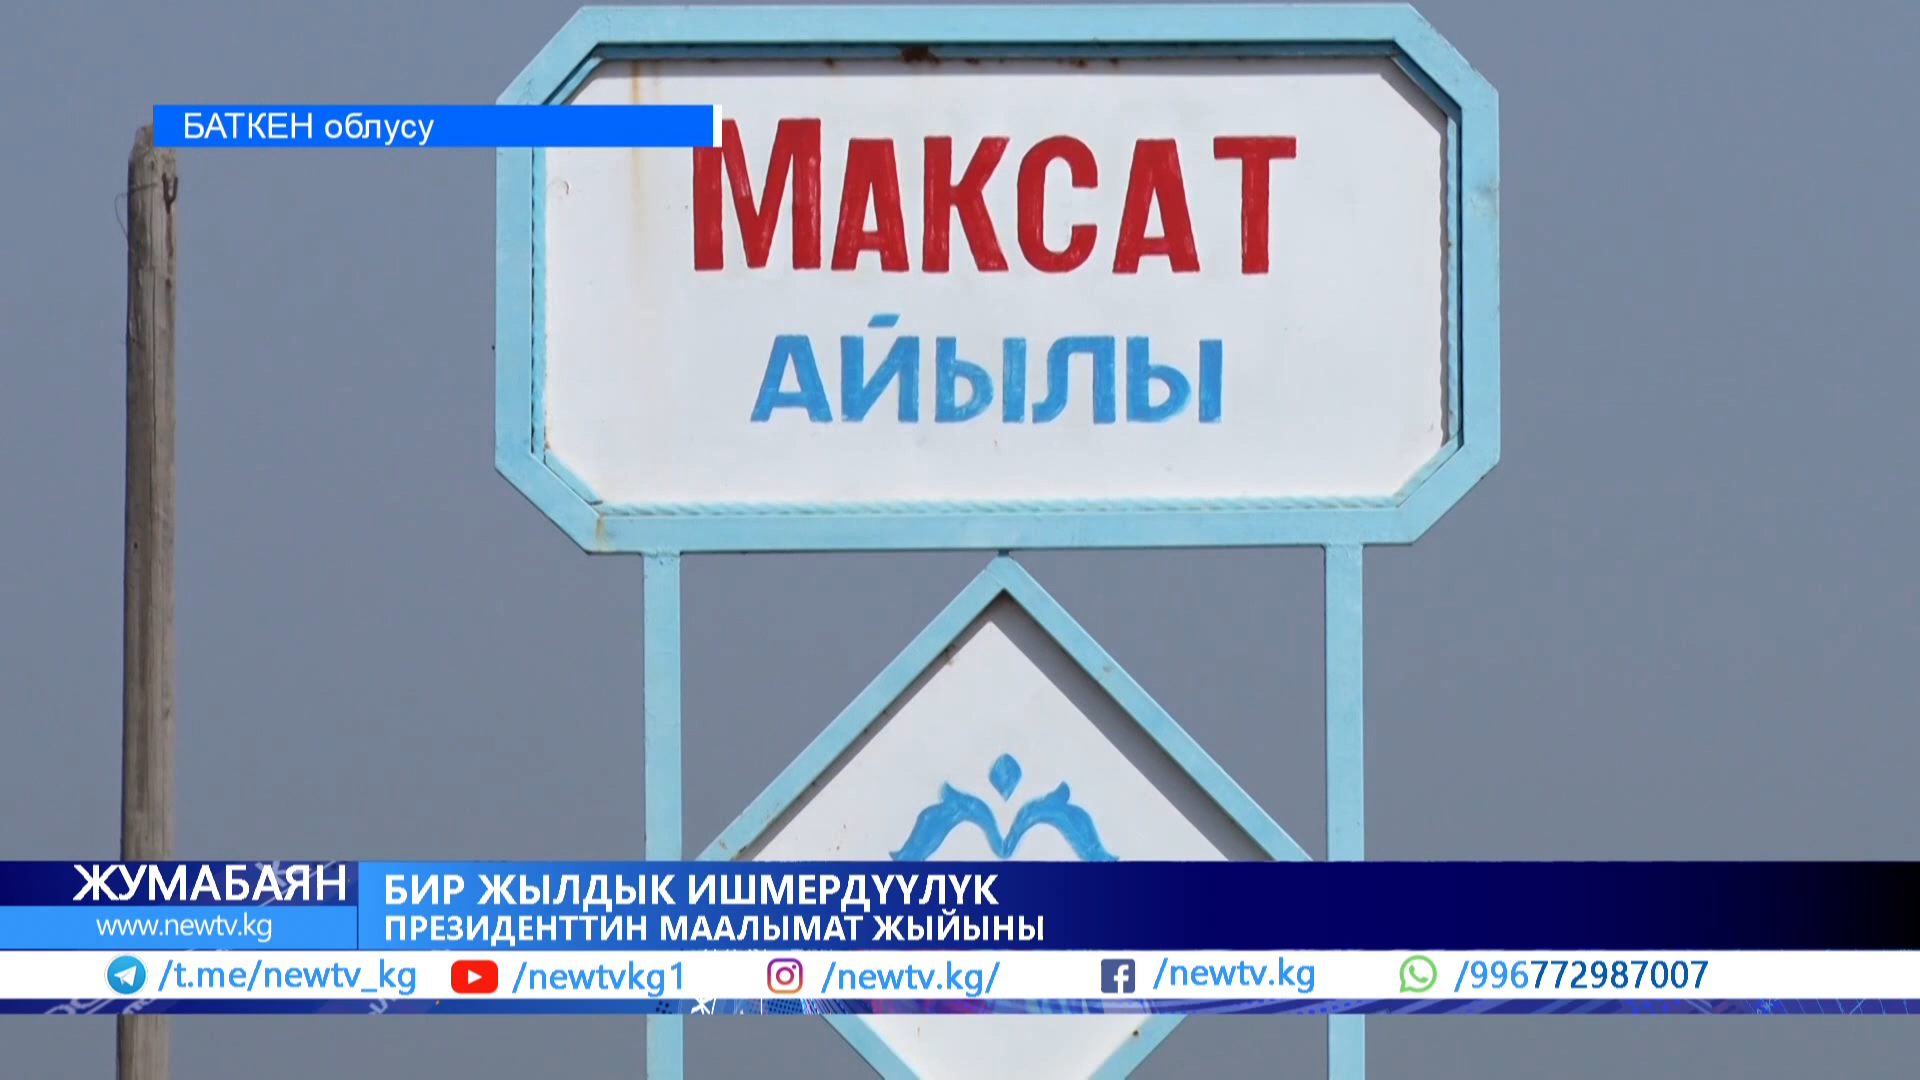 БАТКЕН облусу
МАКСАТ
АЙЫЛЫ
ЖУМАБАЯН
www.newtv.kg
БИР ЖЫЛДЫК ИШМЕРДҮҮЛҮК
ПРЕЗИДЕНТТИН МААЛЫМАТ ЖЫЙЫНЫ
/t.me/newtv_kg /newtvkg1 /newtv.kg/ /newtv.kg /996772987007